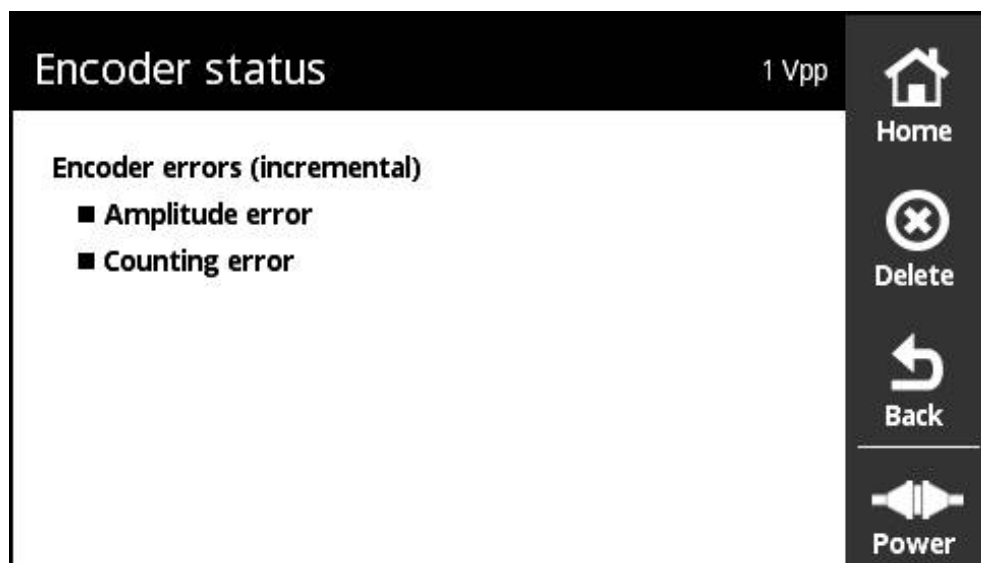 Encoder status
1 Vpp
Encoder errors (incremental)
■ Amplitude error
■ Counting error
Home
Delete
Back
Power